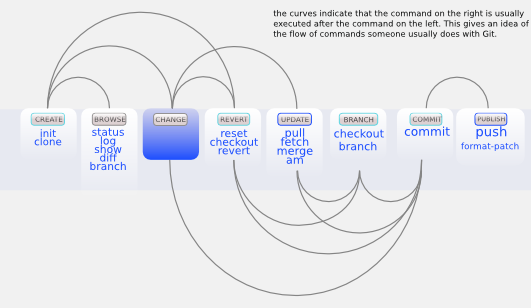 the curves indicate that the command on the right is usually
executed after the command on the left. This gives an idea of
the flow of commands someone usually does with Git.
CREATE
init
clone
BROWSE
status
log
show
diff
branch
CHANGE
REVERT
reset
checkout
revert
UPDATE
pull
fetch
merge
am
BRANCH
checkout
branch
COMMIT
commit
PUBLISH
push
format-patch